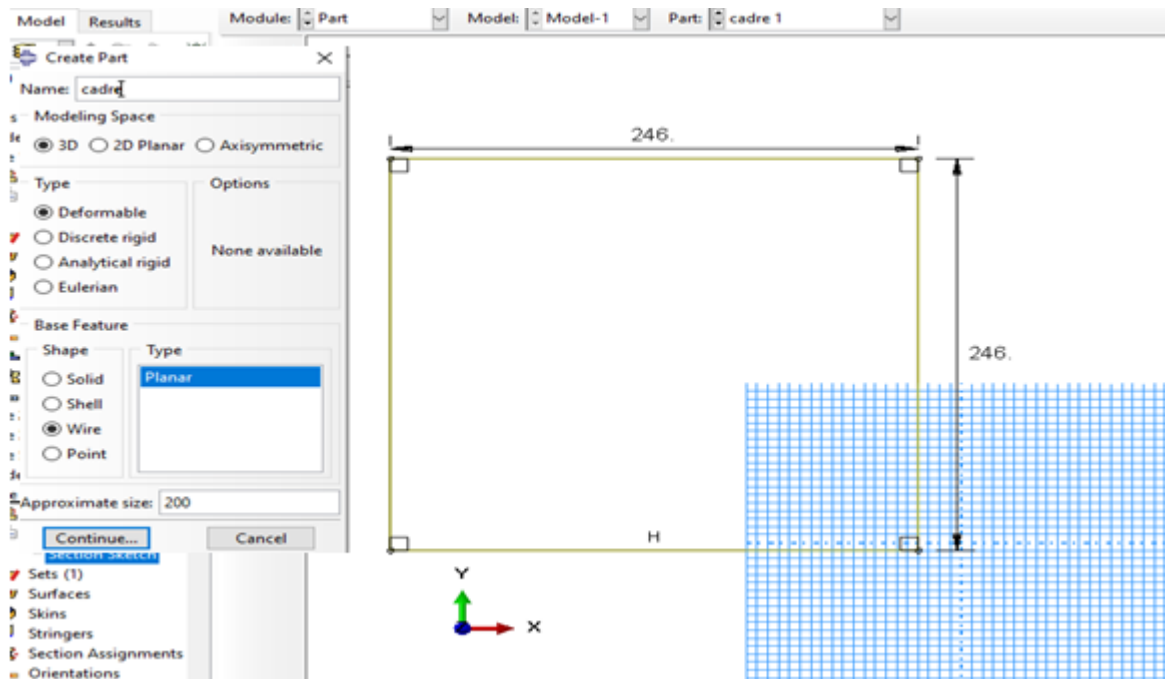 Model Results Module: Part Model: Model-1 Part: cadre 1
Create Part
Name: cadre
Modeling Space
3D 2D Planar Axisymmetric
Type Options
Deformable
Discrete rigid
None available
Analytical rigid
Eulerian
Base Feature
Shape Type
Solid Planar
Shell
Wire
Point
Approximate size: 200
Continue... Cancel
Section Sketch
Sets (1)
Surfaces
Skins
Stringers
Section Assignments
Orientations
246.
246.
H
Y
X